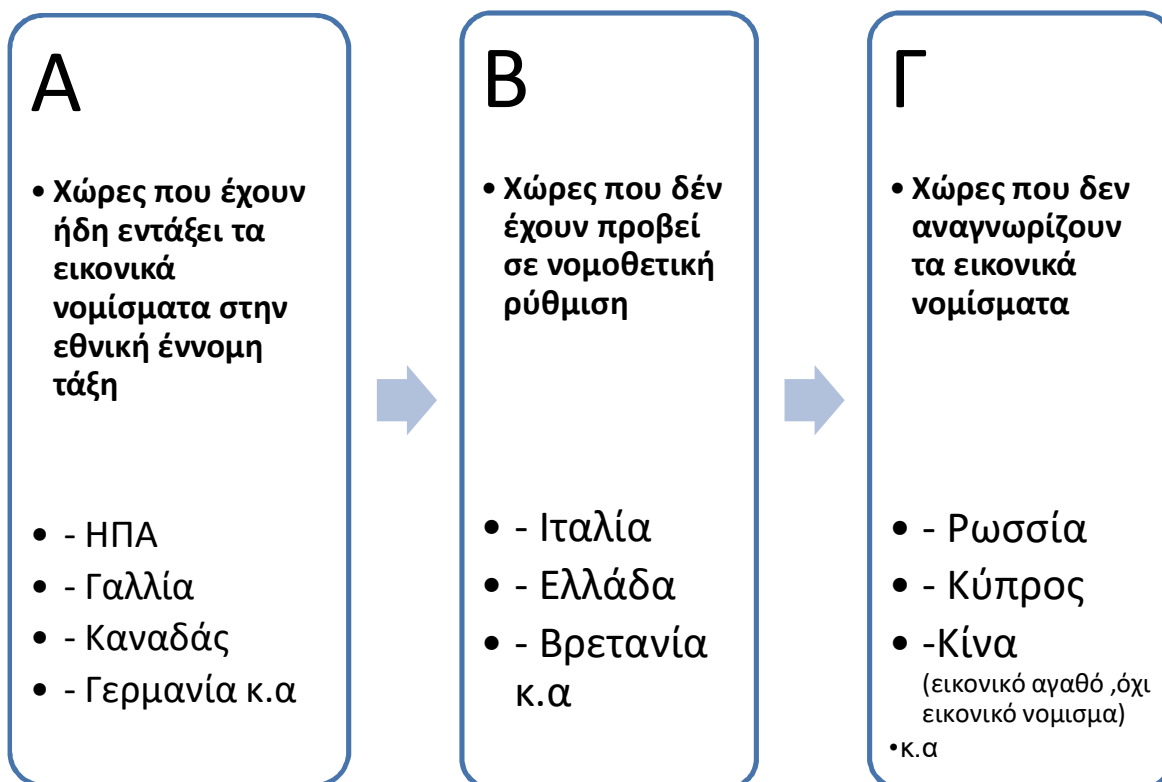 Α
• Χώρες που έχουν
ήδη εντάξει τα
εικονικά
νομίσματα στην
εθνική έννομη
τάξη
• - ΗΠΑ
• - Γαλλία
• - Καναδάς
• - Γερμανία κ.α
Β
• Χώρες που δέν
έχουν προβεί
σε νομοθετική
ρύθμιση
• - Ιταλία
• - Ελλάδα
• - Βρετανία
κ.α
Γ
• Χώρες που δεν
αναγνωρίζουν
τα εικονικά
νομίσματα
• - Ρωσσία
• - Κύπρος
• -Κίνα
(εικονικό αγαθό ,όχι
εικονικό νομισμα)
•κ.α